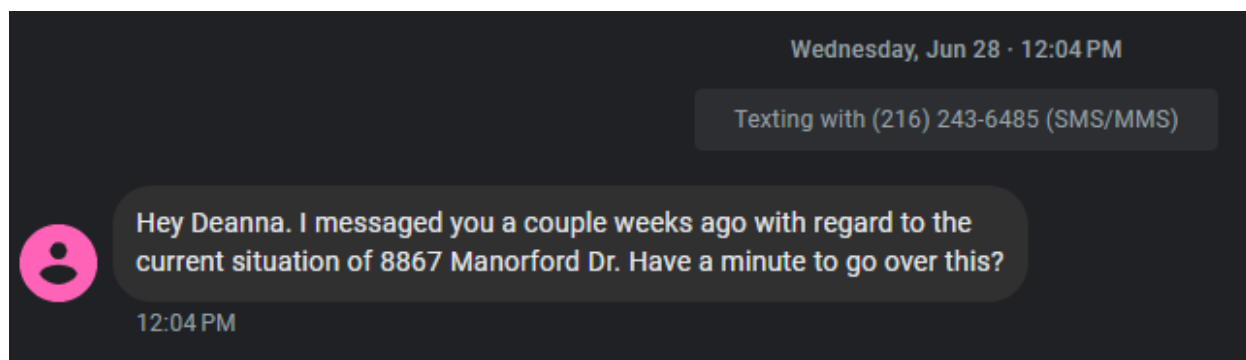 Wednesday, Jun 28 · 12:04 PM
Texting with (216) 243-6485 (SMS/MMS)
Hey Deanna. I messaged you a couple weeks ago with regard to the
current situation of 8867 Manorford Dr. Have a minute to go over this?
12:04 PM